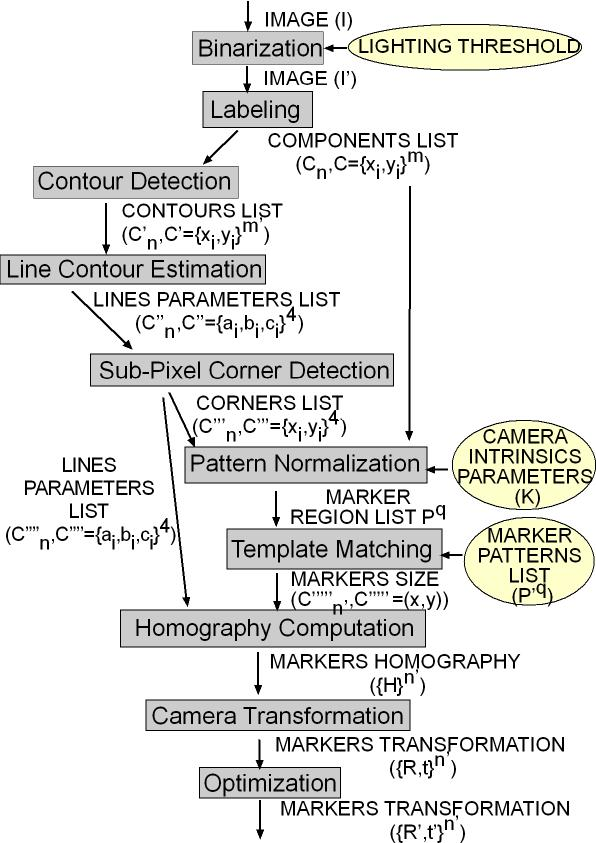 IMAGE (I)
Binarization
LIGHTING THRESHOLD
IMAGE (I')
Labeling
COMPONENTS LIST
(Cn,C={xi,yi}m)
Contour Detection
CONTOURS LIST
(C'n,C'={xi,yi}m')
Line Contour Estimation
LINES PARAMETERS LIST
(C''n,C''={ai,bi,ci}4)
Sub-Pixel Corner Detection
CORNERS LIST
(C'''n,C'''={xi,yi}4)
Pattern Normalization
CAMERA
INTRINSICS
PARAMETERS
(K)
LINES
PARAMETERS
LIST
(C''''n,C''''={ai,bi,ci}4)
MARKER
REGION LIST Pq
Template Matching
MARKER
PATTERNS
LIST
(P'q)
MARKERS SIZE
(C'''''n',C'''''=(x,y))
Homography Computation
MARKERS HOMOGRAPHY
({H}n')
Camera Transformation
MARKERS TRANSFORMATION
({R,t}n')
Optimization
MARKERS TRANSFORMATION
({R',t'}n')